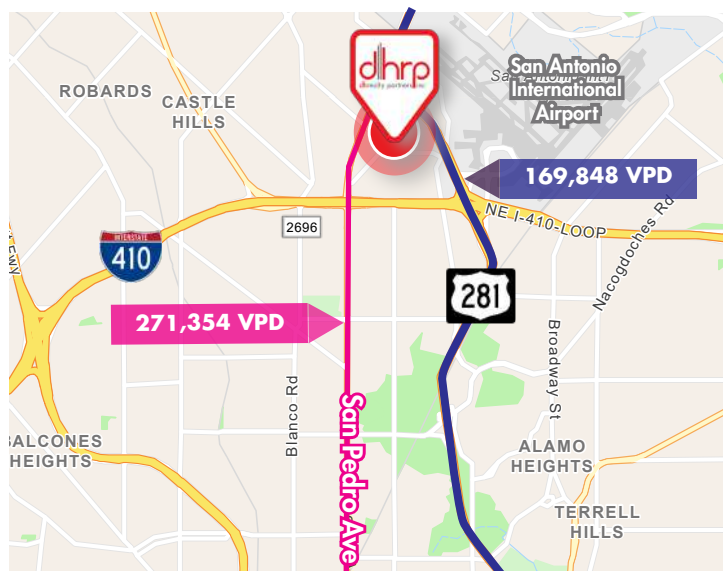 dhrp
San Antonio
International
Airport
ROBARDS
CASTLE
HILLS
169,848 VPD
NE I-410-LOOP
2696
INTERSTATE
410
Nacogdoches Rd
281
271,354 VPD
Broadway St
Blanco Rd
San Pedro Ave
BALCONES
HEIGHTS
ALAMO
HEIGHTS
TERRELL
HILLS